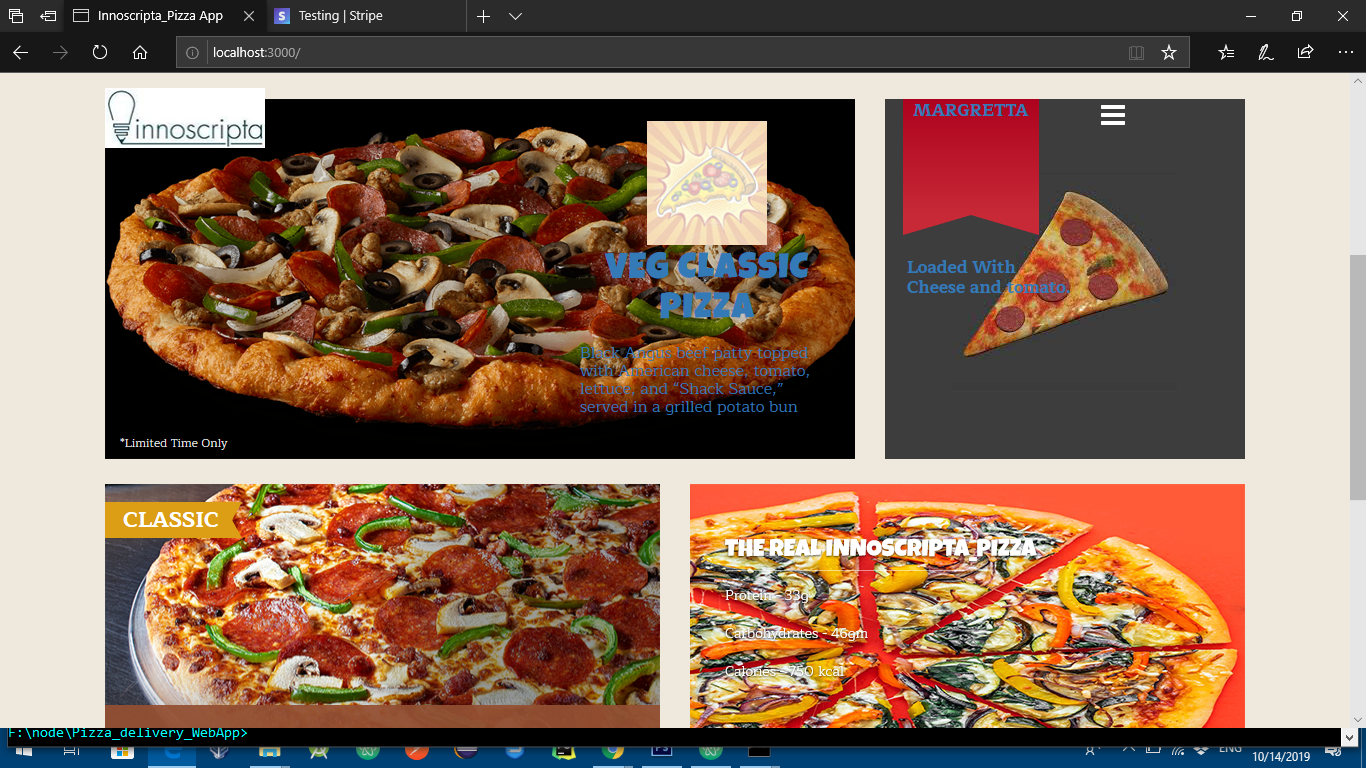 Innoscripta_Pizza App
Testing | Stripe
localhost:3000/
innoscripta
MARGRETTA
VEG CLASSIC
PIZZA
Loaded With
Cheese and tomato.
Black Angus beef patty topped
with American cheese, tomato,
lettuce, and “Shack Sauce,”
served in a grilled potato bun
*Limited Time Only
CLASSIC
THE REAL INNOSCRIPTA_PIZZA
Protein - 33g
Carbohydrates - 46gm
Calories - 750 kcal
F:\node\Pizza_delivery_WebApp>
ENG
10/14/2019